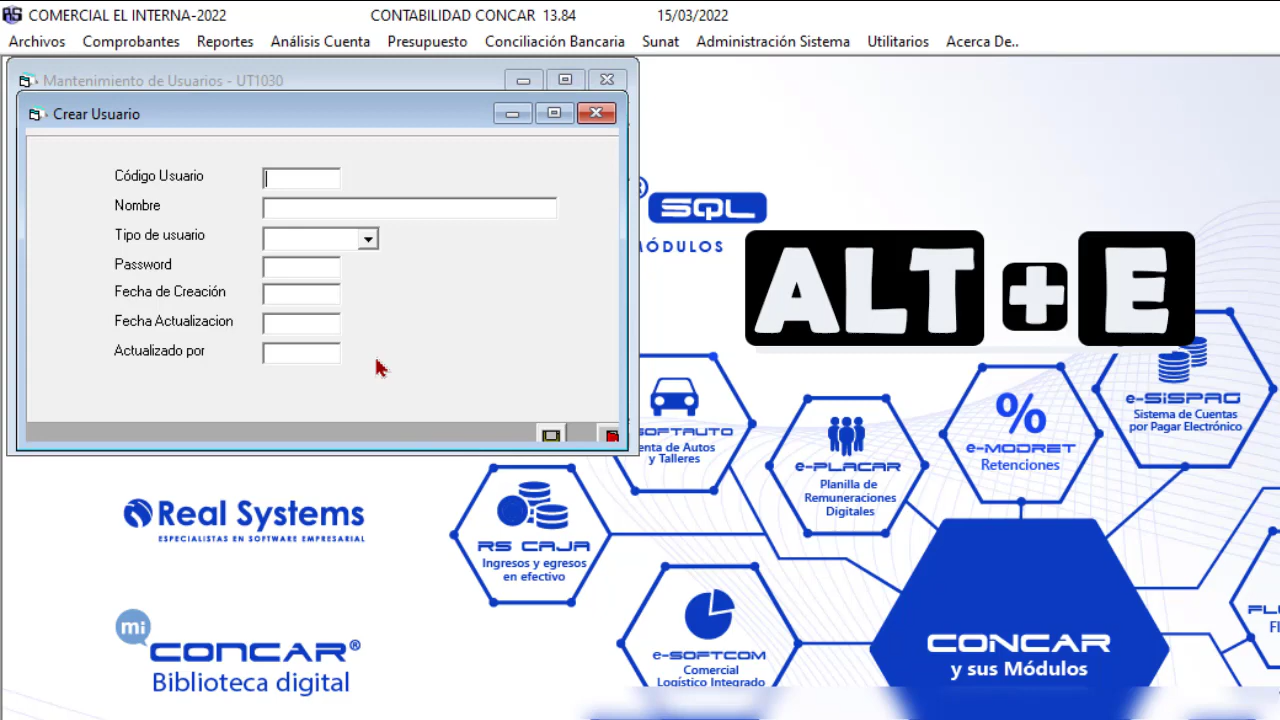 COMERCIAL EL INTERNA-2022 CONTABILIDAD CONCAR 13.84 15/03/2022
Archivos Comprobantes Reportes Análisis Cuenta Presupuesto Conciliación Bancaria Sunat Administración Sistema Utilitarios Acerca De..
Mantenimiento de Usuarios - UT1030
Crear Usuario
Código Usuario
Nombre
Tipo de usuario
Password
Fecha de Creación
Fecha Actualizacion
Actualizado por
SQL
MÓDULOS
ALT + E
e-SISPAG
Sistema de Cuentas
por Pagar Electrónico
%
e-MODRET
Retenciones
SOFTAUTO
Venta de Autos
y Talleres
e-PLACAR
Planilla de
Remuneraciones
Digitales
Real Systems
ESPECIALISTAS EN SOFTWARE EMPRESARIAL
RS CAJA
Ingresos y egresos
en efectivo
mi
CONCAR®
Biblioteca digital
e-SOFTCOM
Comercial
Logístico Integrado
CONCAR
y sus Módulos